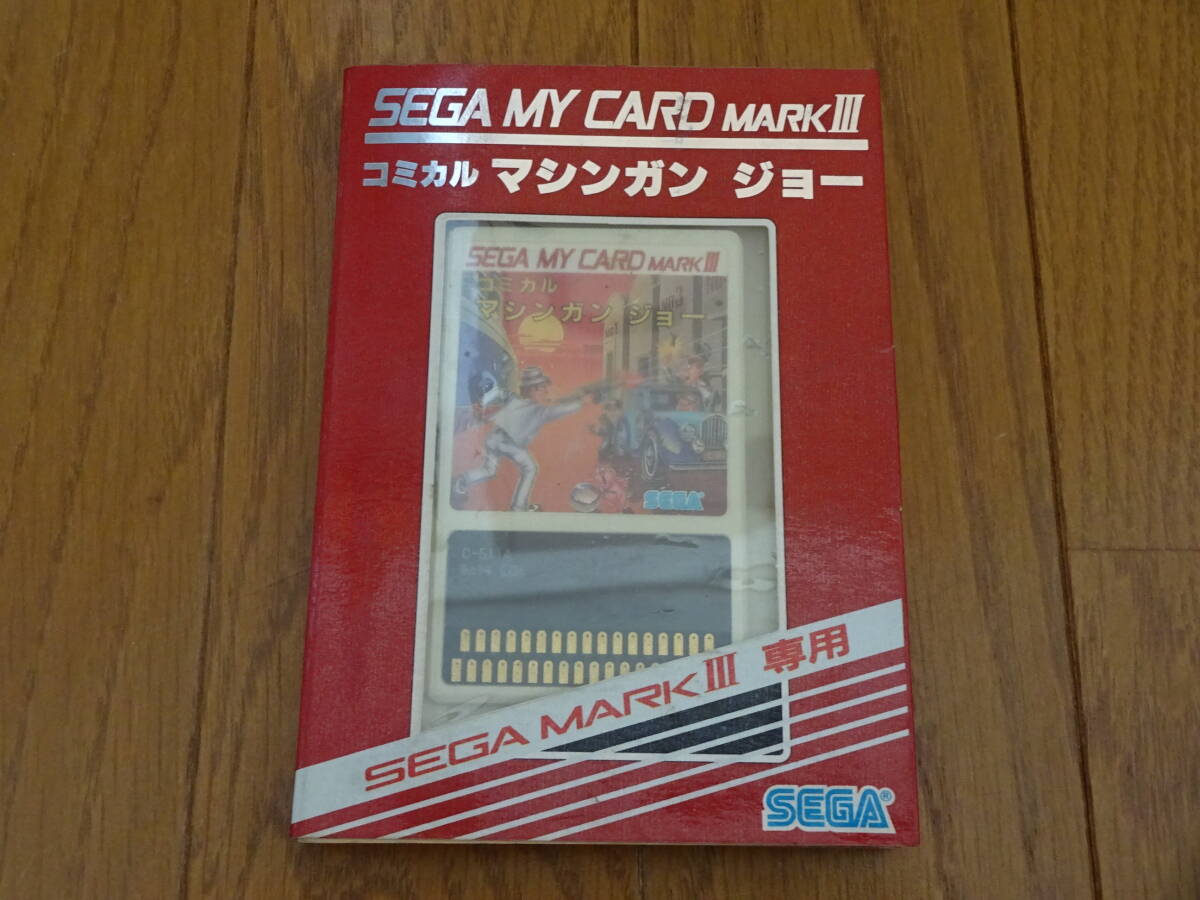 SEGA MY CARD MARK III
コミカル マシンガン ジョー
SEGA MY CARD MARK III
コミカル
マシンガン ジョー
SEGA®
SEGA MARK III 専用
SEGA®